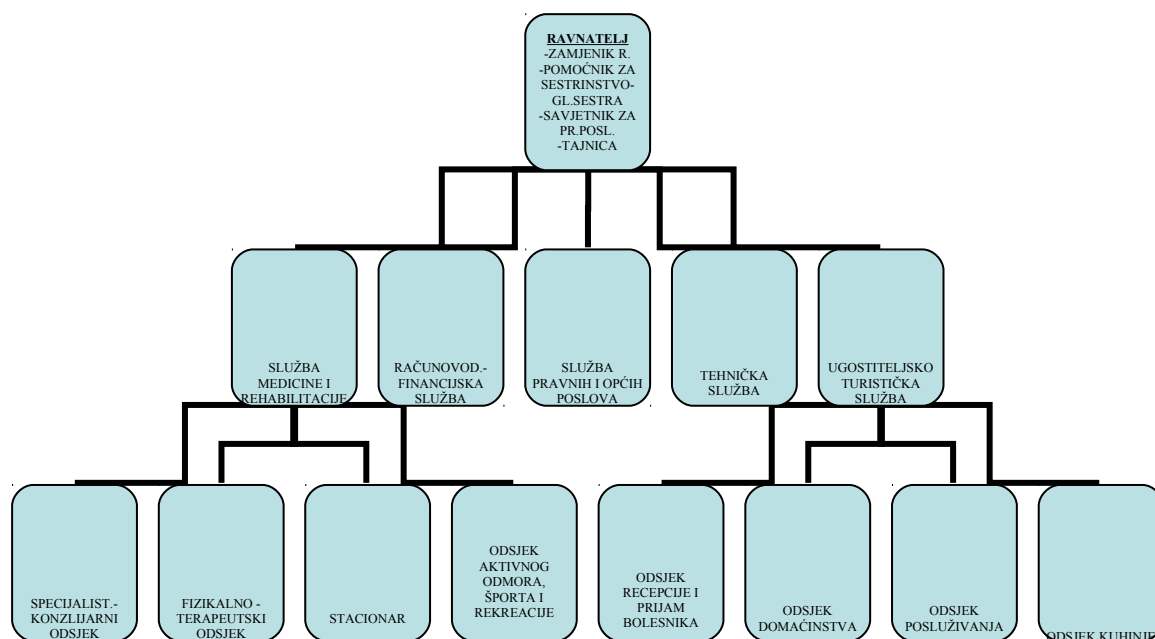 RAVNATELJ
-ZAMJENIK R.
-POMOĆNIK ZA
SESTRINSTVO-
GL.SESTRA
-SAVJETNIK ZA
PR.POSL.
-TAJNICA
SLUŽBA
MEDICINE I
REHABILITACIJE
RAČUNOVOD.-
FINANCIJSKA
SLUŽBA
SLUŽBA
PRAVNIH I OPĆIH
POSLOVA
TEHNIČKA
SLUŽBA
UGOSTITELJSKO
TURISTIČKA
SLUŽBA
SPECIJALIST.-
KONZLIJARNI
ODSJEK
FIZIKALNO -
TERAPEUTSKI
ODSJEK
STACIONAR
ODSJEK
AKTIVNOG
ODMORA,
ŠPORTA I
REKREACIJE
ODSJEK
RECEPCIJE I
PRIJAM
BOLESNIKA
ODSJEK
DOMAĆINSTVA
ODSJEK
POSLUŽIVANJA
ODSJEK KUHINJE